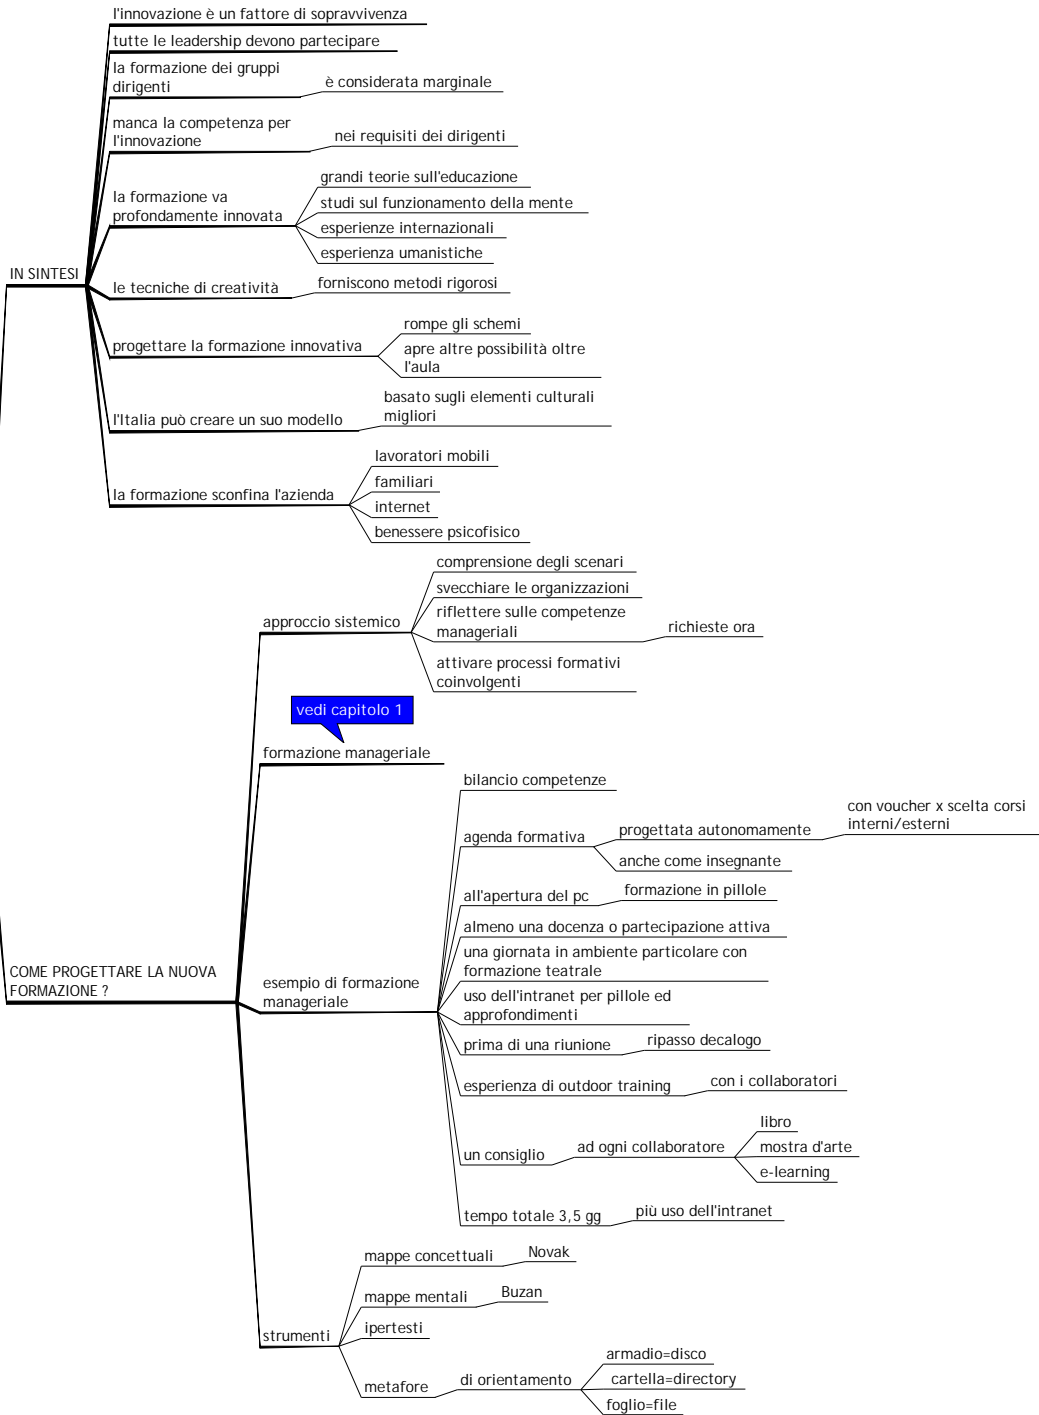 l'innovazione è un fattore di sopravvivenza
tutte le leadership devono partecipare
la formazione dei gruppi
dirigenti
è considerata marginale
manca la competenza per
l'innovazione
nei requisiti dei dirigenti
la formazione va
profondamente innovata
grandi teorie sull'educazione
studi sul funzionamento della mente
esperienze internazionali
esperienza umanistiche
IN SINTESI
le tecniche di creatività
forniscono metodi rigorosi
progettare la formazione innovativa
rompe gli schemi
apre altre possibilità oltre
l'aula
l'Italia può creare un suo modello
basato sugli elementi culturali
migliori
la formazione sconfina l'azienda
lavoratori mobili
familiari
internet
benessere psicofisico
approccio sistemico
comprensione degli scenari
svecchiare le organizzazioni
riflettere sulle competenze
manageriali
richieste ora
attivare processi formativi
coinvolgenti
vedi capitolo 1
formazione manageriale
COME PROGETTARE LA NUOVA
FORMAZIONE ?
esempio di formazione
manageriale
bilancio competenze
agenda formativa
progettata autonomamente
con voucher x scelta corsi
interni/esterni
anche come insegnante
all'apertura del pc
formazione in pillole
almeno una docenza o partecipazione attiva
una giornata in ambiente particolare con
formazione teatrale
uso dell'intranet per pillole ed
approfondimenti
prima di una riunione
ripasso decalogo
esperienza di outdoor training
con i collaboratori
un consiglio
ad ogni collaboratore
libro
mostra d'arte
e-learning
tempo totale 3,5 gg
più uso dell'intranet
strumenti
mappe concettuali
Novak
mappe mentali
Buzan
ipertesti
metafore
di orientamento
armadio=disco
cartella=directory
foglio=file